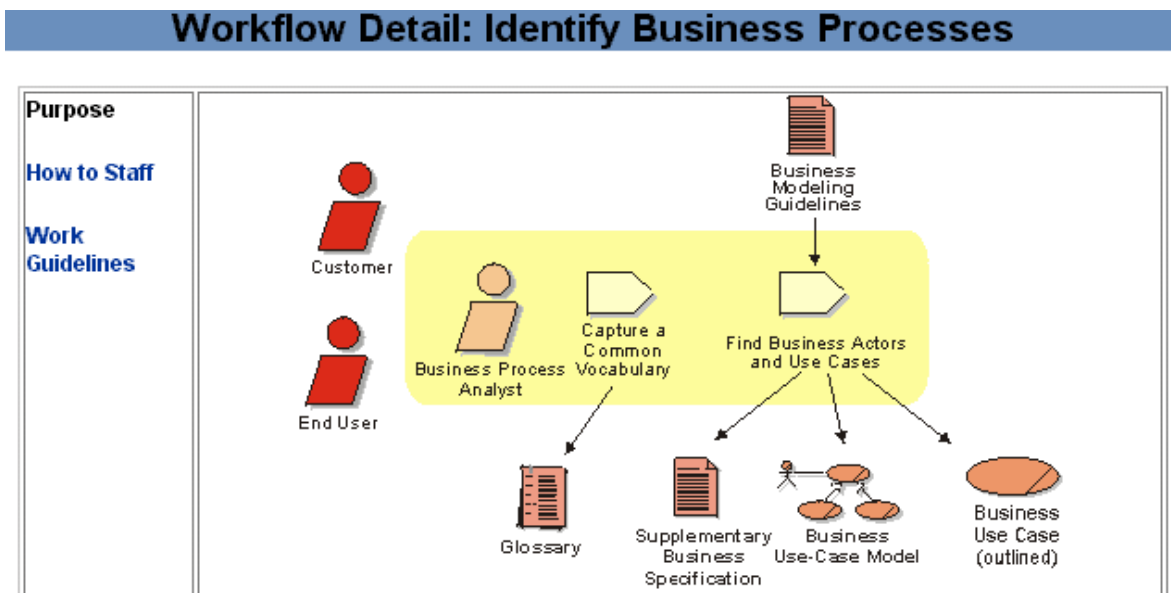 Workflow Detail: Identify Business Processes
Purpose
How to Staff
Work
Guidelines
Business
Modeling
Guidelines
Customer
Business Process
Analyst
Capture a
Common
Vocabulary
Find Business Actors
and Use Cases
End User
Glossary
Supplementary
Business
Specification
Business
Use-Case Model
Business
Use Case
(outlined)